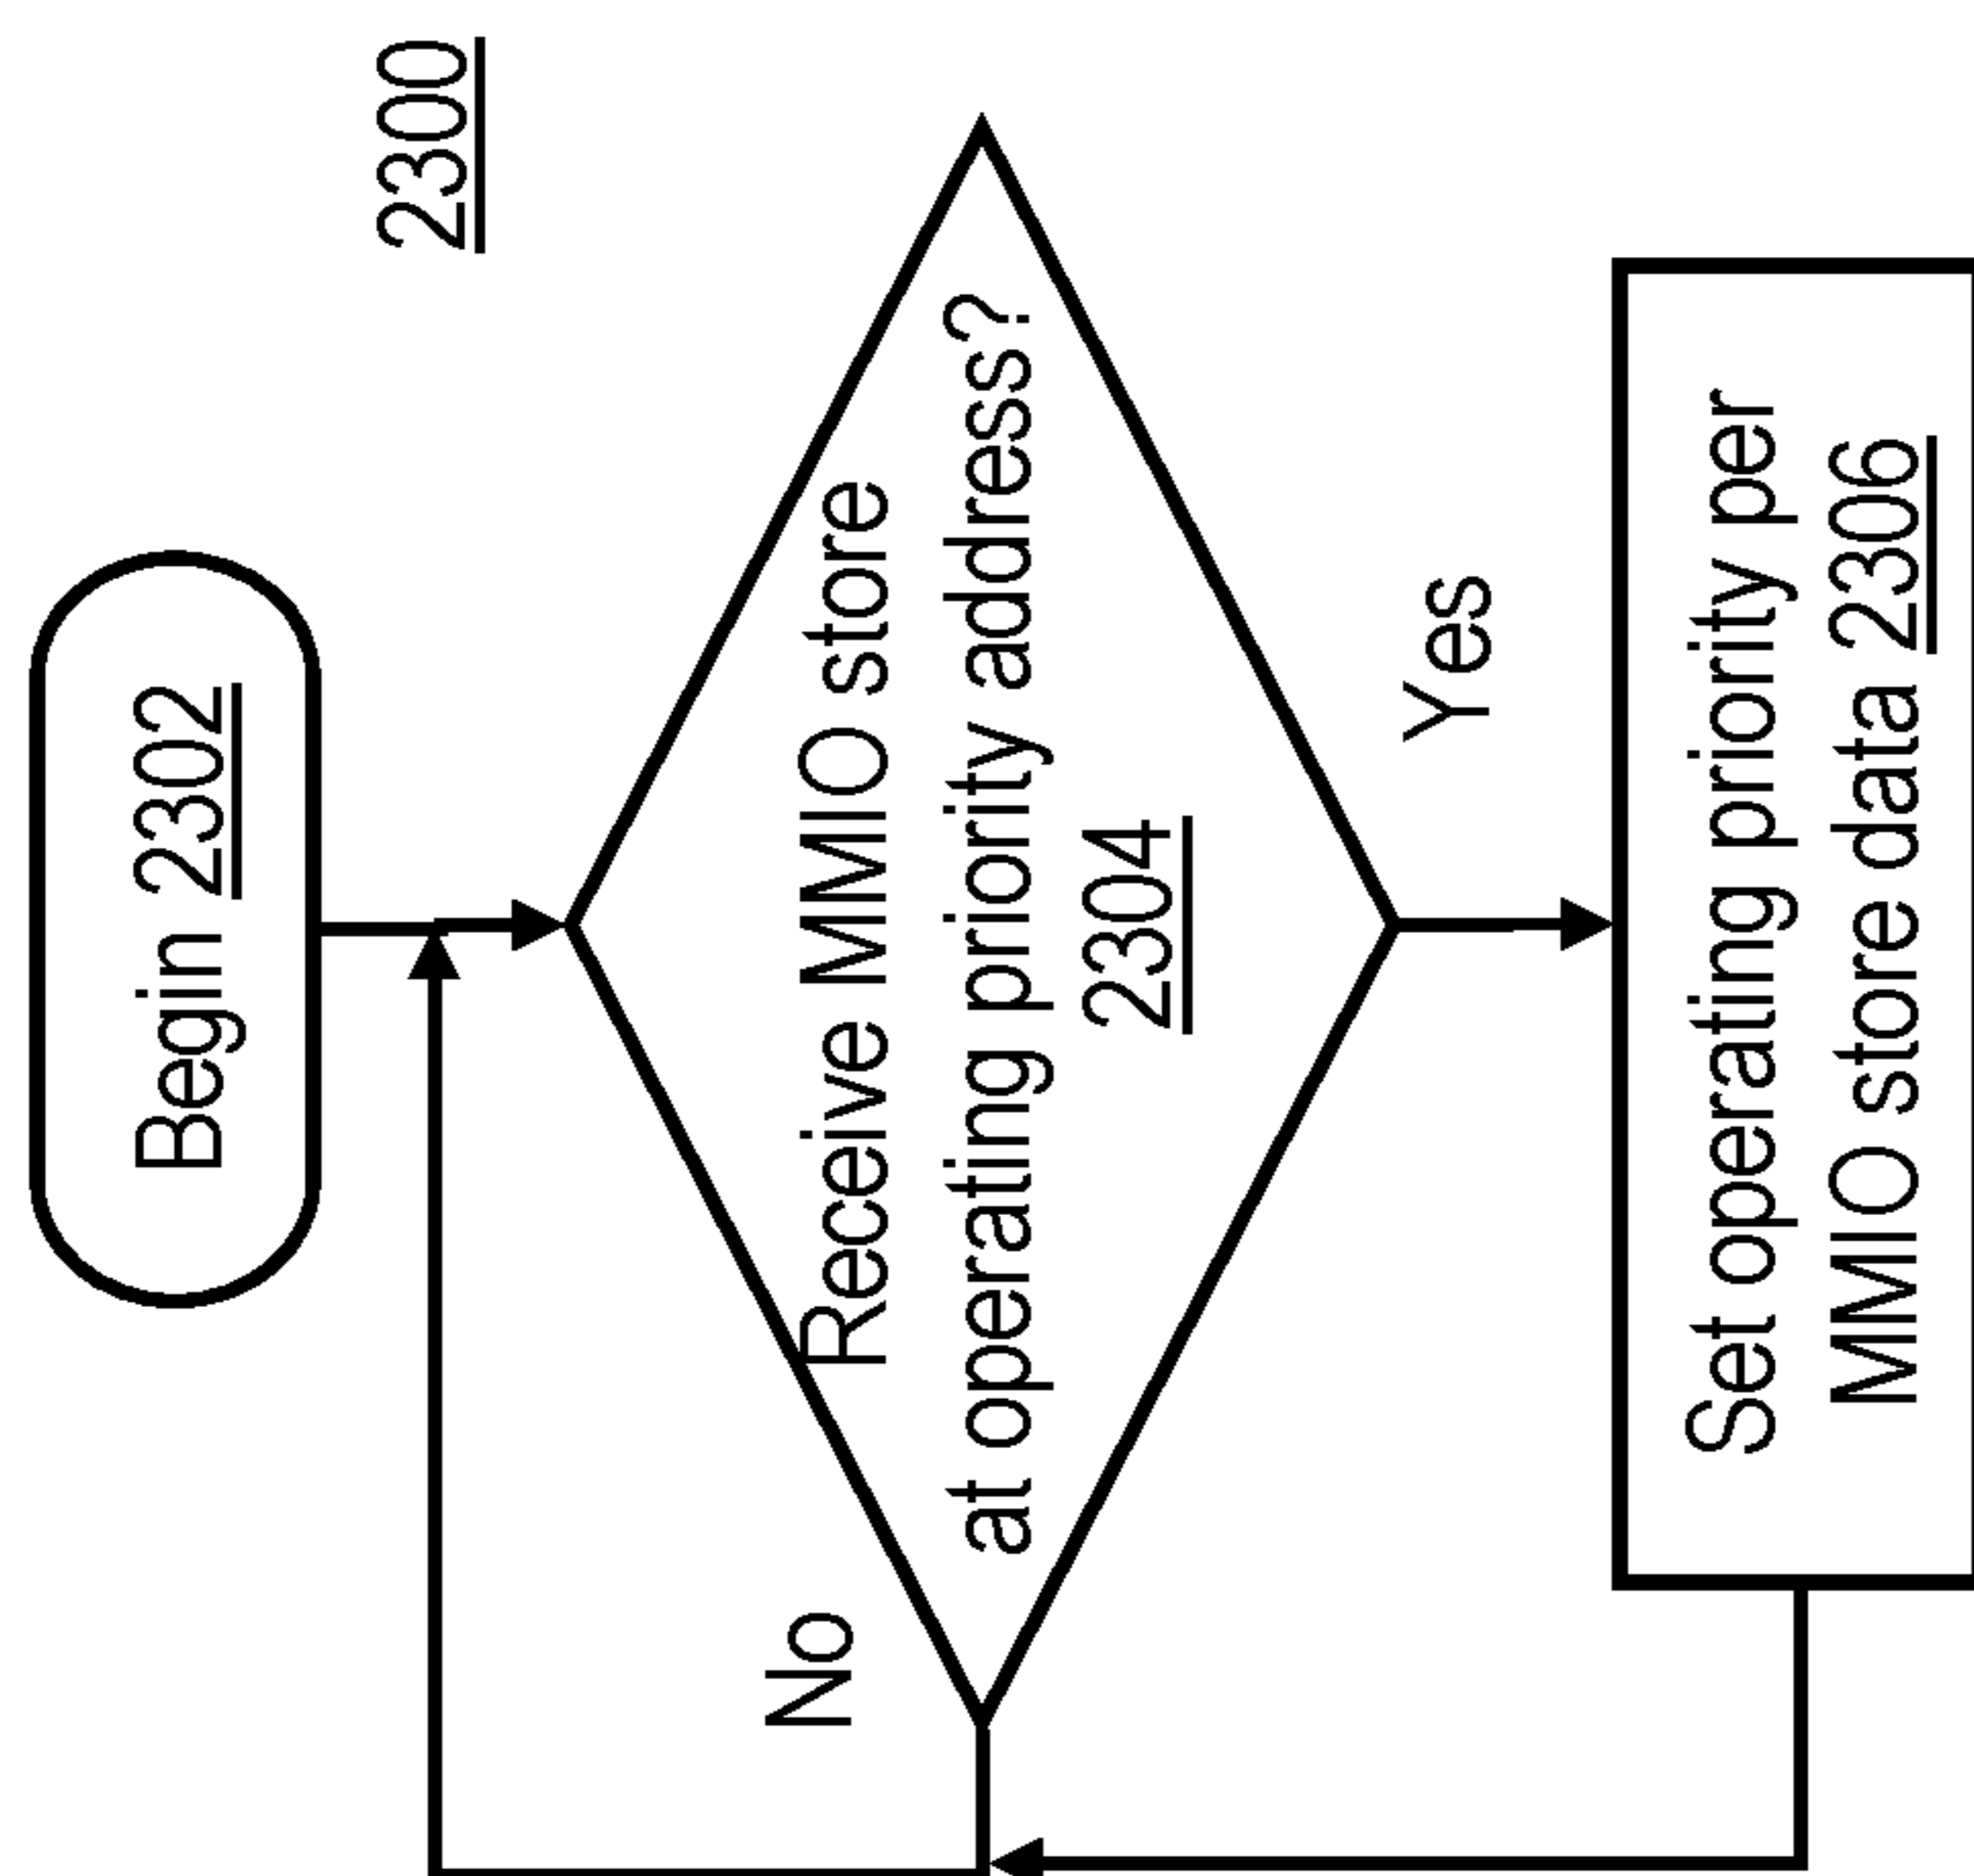 2300
Begin 2302
Receive MMIO store
at operating priority address?
2304
No
Yes
Set operating priority per
MMIO store data 2306